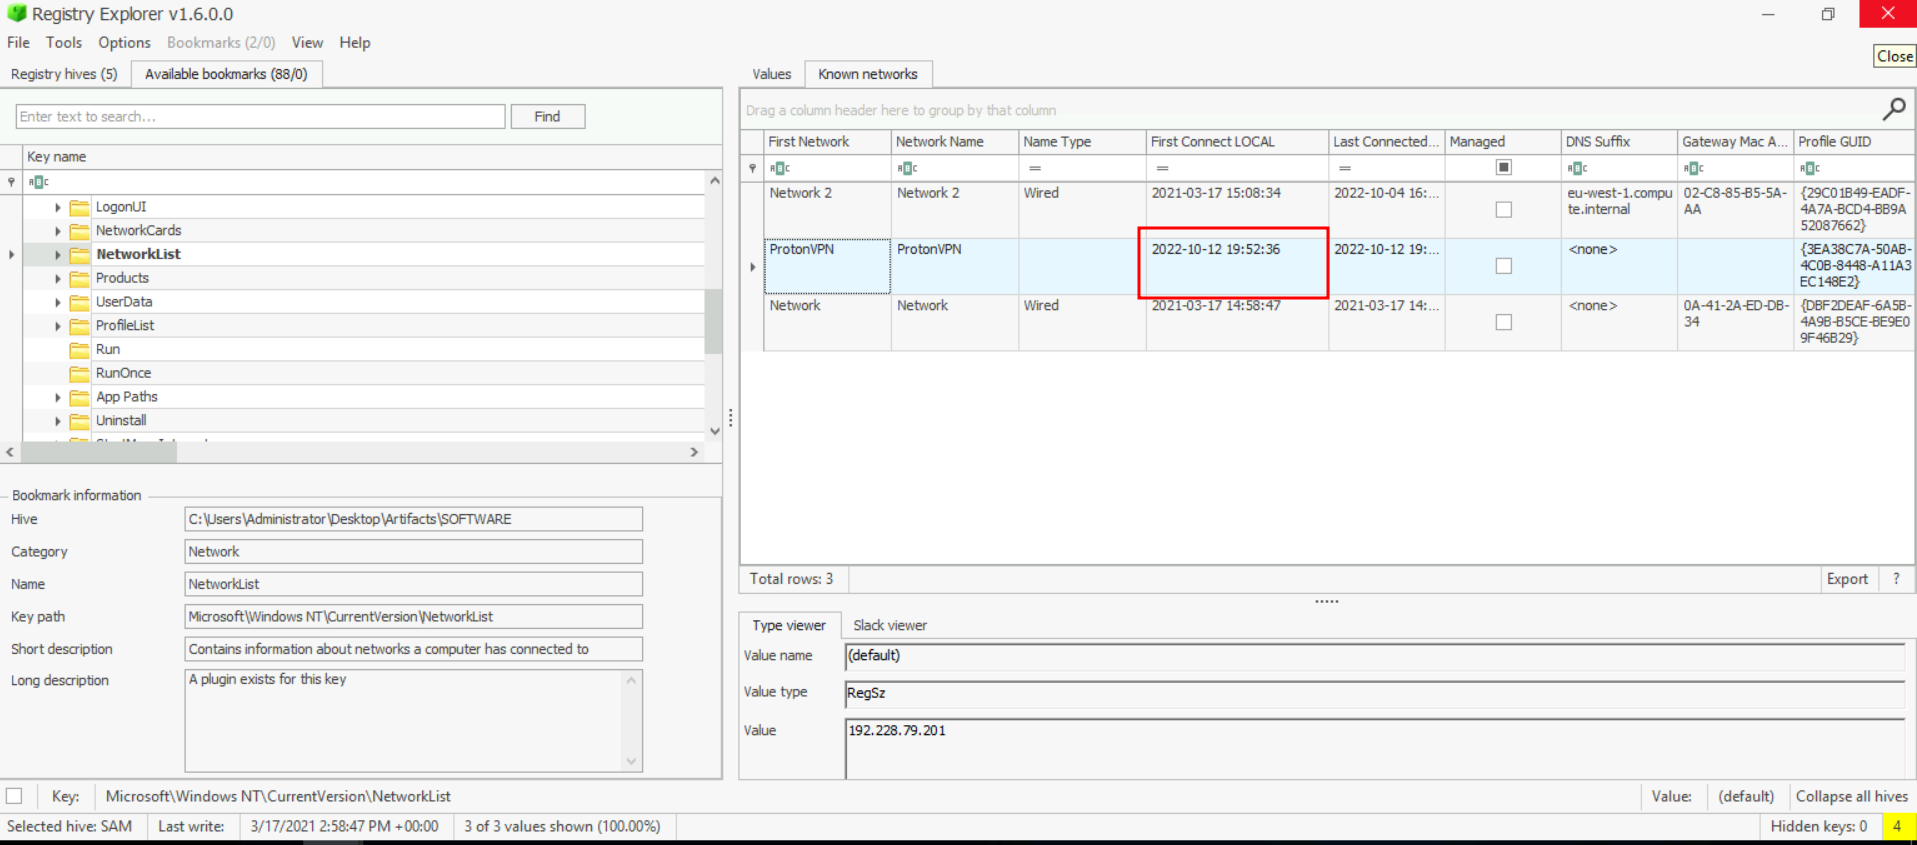 Registry Explorer v1.6.0.0
File Tools Options Bookmarks (2/0) View Help
Close
Registry hives (5) Available bookmarks (88/0)
Enter text to search... Find
Key name
LogonUI
NetworkCards
NetworkList
Products
UserData
ProfileList
Run
RunOnce
App Paths
Uninstall
Bookmark information
Hive C:\Users\Administrator\Desktop\Artifacts\SOFTWARE
Category Network
Name NetworkList
Key path Microsoft\Windows NT\CurrentVersion\NetworkList
Short description Contains information about networks a computer has connected to
Long description A plugin exists for this key
Values Known networks
Drag a column header here to group by that column
First Network Network Name Name Type First Connect LOCAL Last Connected... Managed DNS Suffix Gateway Mac A... Profile GUID
Network 2 Network 2 Wired 2021-03-17 15:08:34 2022-10-04 16:... eu-west-1.compu 02-C8-85-B5-5A- {29C01B49-EADF-
te.internal AA 4A7A-BCD4-BB9A
52087662}
ProtonVPN ProtonVPN 2022-10-12 19:52:36 2022-10-12 19:... <none> {3EA38C7A-50AB-
4C0B-8448-A11A3
EC148E2}
Network Network Wired 2021-03-17 14:58:47 2021-03-17 14:... <none> 0A-41-2A-ED-DB- {DBF2DEAF-6A5B-
34 4A9B-B5CE-BE9E0
9F46B29}
Total rows: 3 Export ?
Type viewer Slack viewer
Value name (default)
Value type RegSz
Value 192.228.79.201
Key: Microsoft\Windows NT\CurrentVersion\NetworkList Value: (default) Collapse all hives
Selected hive: SAM Last write: 3/17/2021 2:58:47 PM +00:00 3 of 3 values shown (100.00%) Hidden keys: 0 4